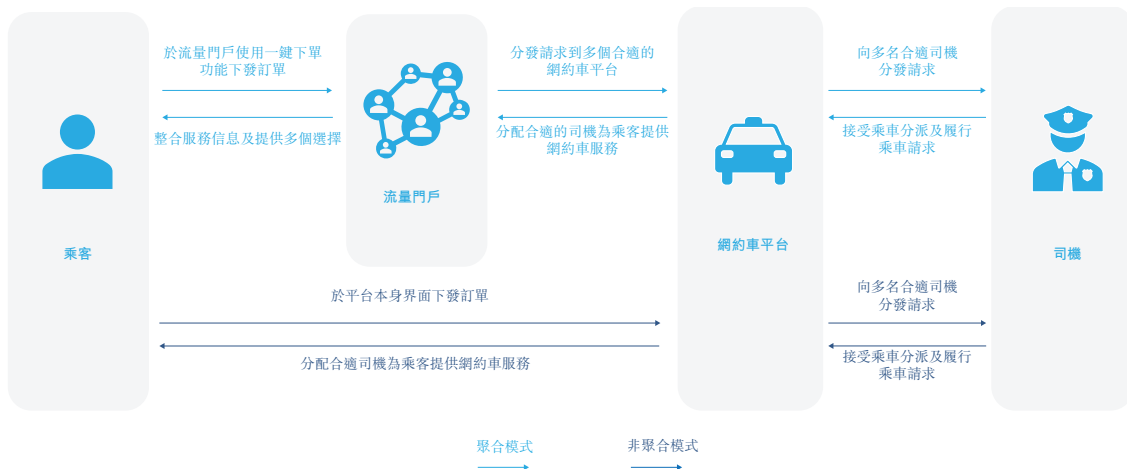 於流量門戶使用一鍵下單
功能下發訂單
整合服務信息及提供多個選擇
分發請求到多個合適的
網約車平台
分配合適的司機為乘客提供
網約車服務
向多名合適司機
分發請求
接受乘車分派及履行
乘車請求
乘客
流量門戶
網約車平台
司機
於平台本身界面下發訂單
分配合適司機為乘客提供網約車服務
向多名合適司機
分發請求
接受乘車分派及履行
乘車請求
聚合模式
非聚合模式